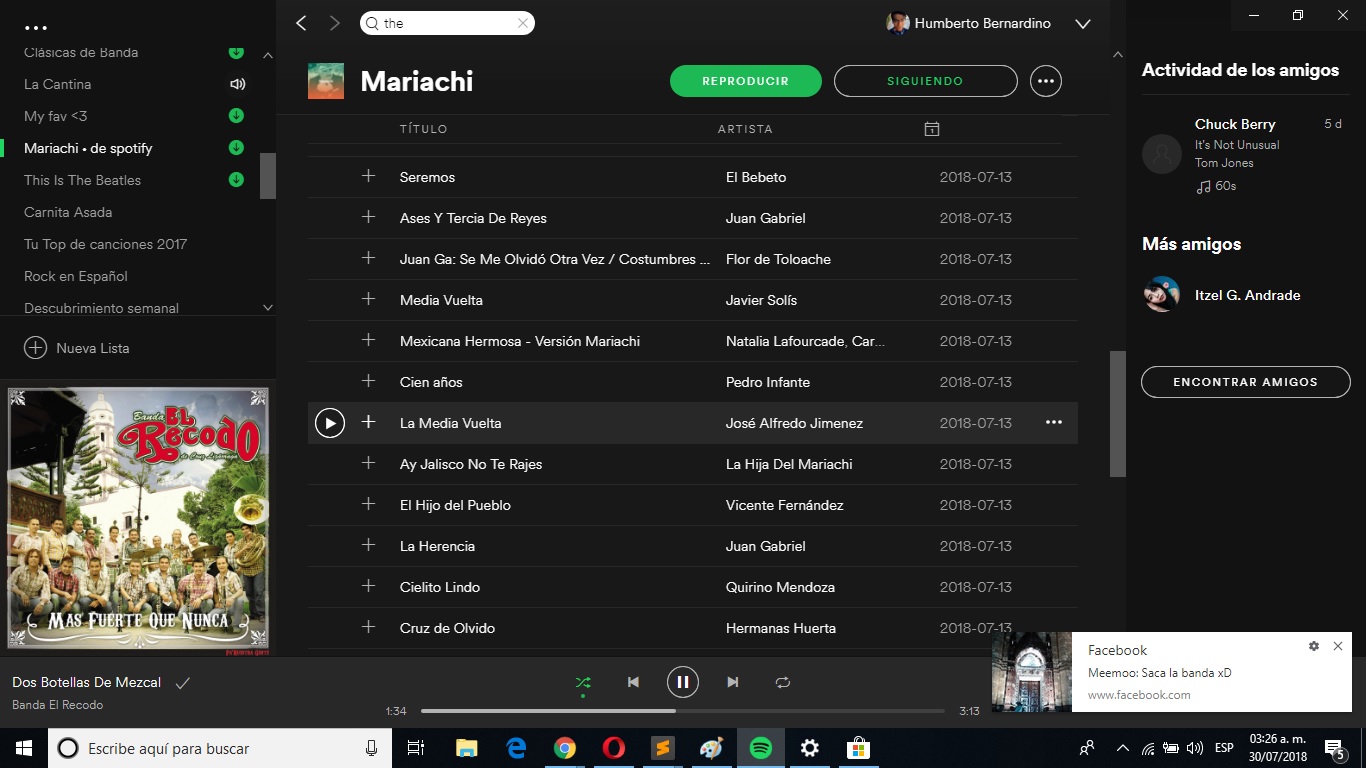 the
Humberto Bernardino
Clásicas de Banda
La Cantina
My fav <3
Mariachi • de spotify
This Is The Beatles
Carnita Asada
Tu Top de canciones 2017
Rock en Español
Descubrimiento semanal
Nueva Lista
Banda EL RECODO
de Cruz Lizárraga
MAS FUERTE QUE NUNCA
Mariachi
REPRODUCIR
SIGUIENDO
TÍTULO ARTISTA
Seremos El Bebeto 2018-07-13
Ases Y Tercia De Reyes Juan Gabriel 2018-07-13
Juan Ga: Se Me Olvidó Otra Vez / Costumbres ... Flor de Toloache 2018-07-13
Media Vuelta Javier Solís 2018-07-13
Mexicana Hermosa - Versión Mariachi Natalia Lafourcade, Car... 2018-07-13
Cien años Pedro Infante 2018-07-13
La Media Vuelta José Alfredo Jimenez 2018-07-13
Ay Jalisco No Te Rajes La Hija Del Mariachi 2018-07-13
El Hijo del Pueblo Vicente Fernández 2018-07-13
La Herencia Juan Gabriel 2018-07-13
Cielito Lindo Quirino Mendoza 2018-07-13
Cruz de Olvido Hermanas Huerta 2018-07-13
Actividad de los amigos
Chuck Berry 5 d
It's Not Unusual
Tom Jones
60s
Más amigos
Itzel G. Andrade
ENCONTRAR AMIGOS
Facebook
Meemoo: Saca la banda xD
www.facebook.com
Dos Botellas De Mezcal
Banda El Recodo
1:34
3:13
Escribe aquí para buscar
ESP
03:26 a. m.
30/07/2018
5